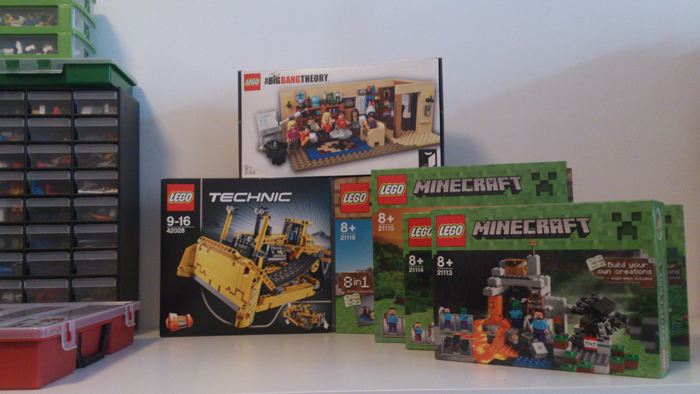 LEGO
THE BIG BANG THEORY
LEGO
TECHNIC
9-16
42028
LEGO
8+
21116
8in1
LEGO
MINECRAFT
8+
21115
LEGO
8+
21114
LEGO
MINECRAFT
8+
21113
Build your
own creations
TNT